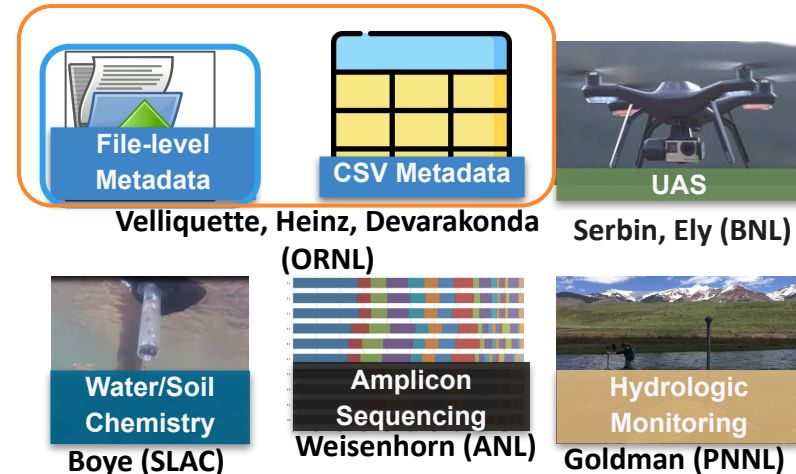 File-level
Metadata
CSV Metadata
UAS
Velliquette, Heinz, Devarakonda
(ORNL)
Serbin, Ely (BNL)
Water/Soil
Chemistry
Amplicon
Sequencing
Hydrologic
Monitoring
Boye (SLAC)
Weisenhorn (ANL)
Goldman (PNNL)